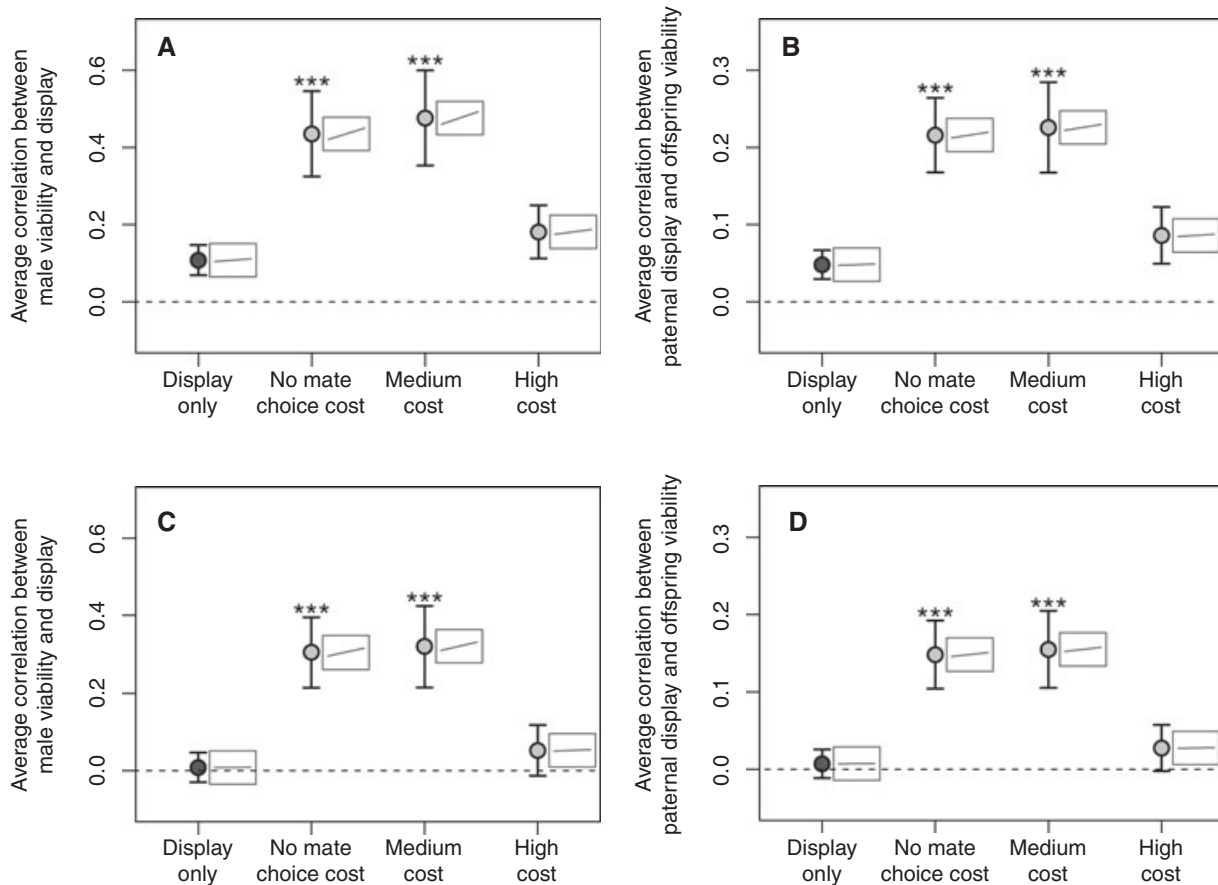 Average correlation between
male viability and display
0.6
0.4
0.2
0.0
A
***
***
Display
only
No mate
choice cost
Medium
cost
High
cost
Average correlation between
paternal display and offspring viability
0.3
0.2
0.1
0.0
B
***
***
Display
only
No mate
choice cost
Medium
cost
High
cost
Average correlation between
male viability and display
0.6
0.4
0.2
0.0
C
***
***
Display
only
No mate
choice cost
Medium
cost
High
cost
Average correlation between
paternal display and offspring viability
0.3
0.2
0.1
0.0
D
***
***
Display
only
No mate
choice cost
Medium
cost
High
cost